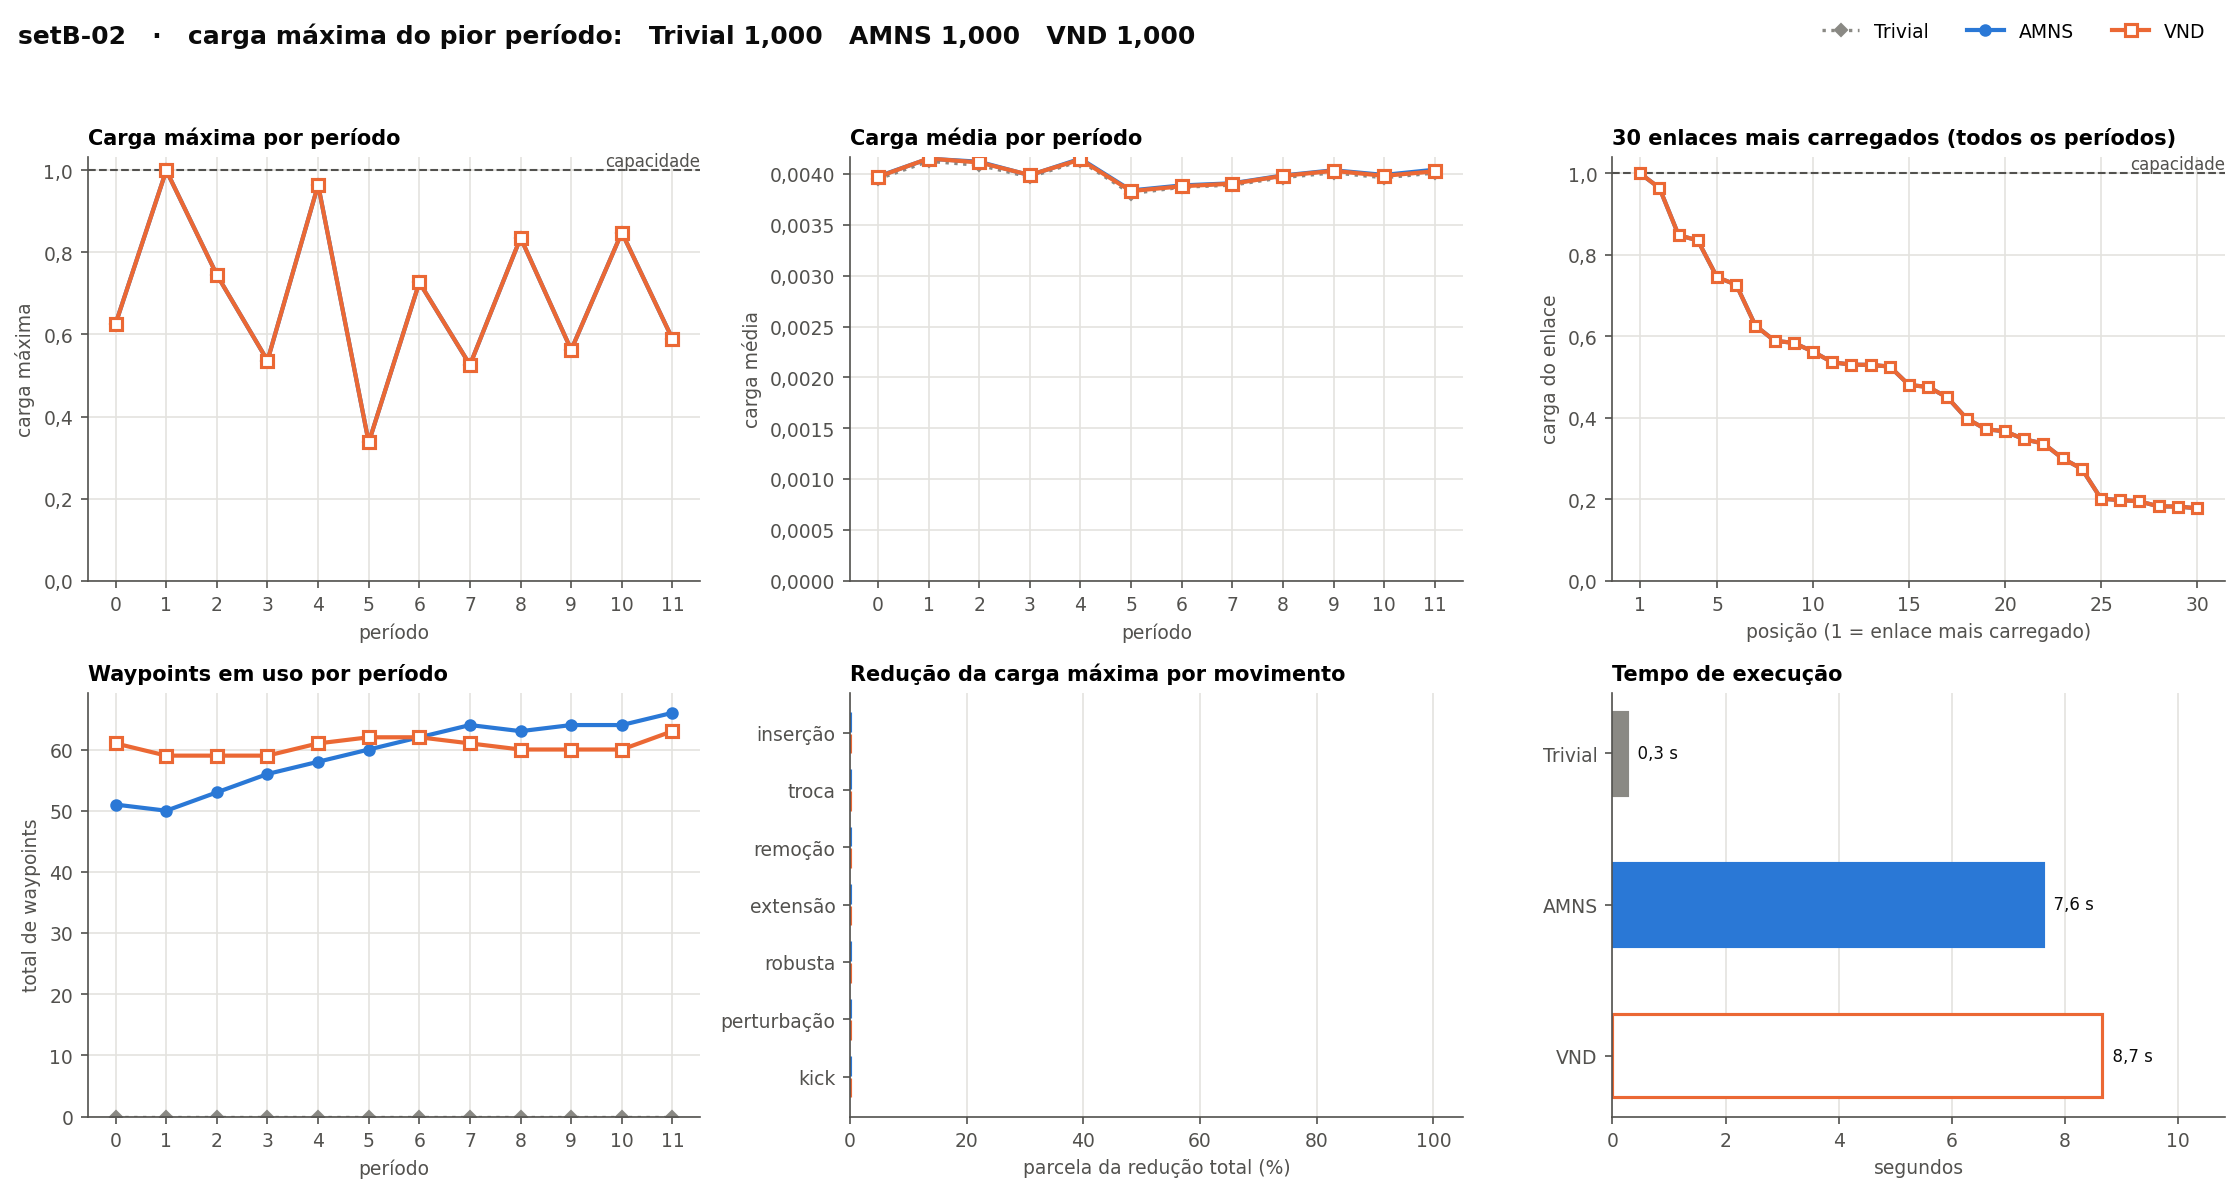 setB-02 · carga máxima do pior período: Trivial 1,000 AMNS 1,000 VND 1,000
Trivial AMNS VND
Carga máxima por período
capacidade
1,0
0,8
0,6
0,4
0,2
0,0
carga máxima
0 1 2 3 4 5 6 7 8 9 10 11
período
Carga média por período
0,0040
0,0035
0,0030
0,0025
0,0020
0,0015
0,0010
0,0005
0,0000
carga média
0 1 2 3 4 5 6 7 8 9 10 11
período
30 enlaces mais carregados (todos os períodos)
capacidade
1,0
0,8
0,6
0,4
0,2
0,0
carga do enlace
1 5 10 15 20 25 30
posição (1 = enlace mais carregado)
Waypoints em uso por período
60
50
40
30
20
10
0
total de waypoints
0 1 2 3 4 5 6 7 8 9 10 11
período
Redução da carga máxima por movimento
inserção
troca
remoção
extensão
robusta
perturbação
kick
0 20 40 60 80 100
parcela da redução total (%)
Tempo de execução
Trivial 0,3 s
AMNS 7,6 s
VND 8,7 s
0 2 4 6 8 10
segundos